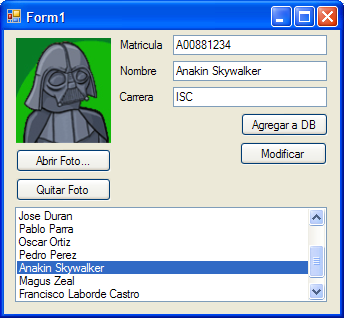 Form1
Matricula A00881234
Nombre Anakin Skywalker
Carrera ISC
Agregar a DB
Abrir Foto...
Modificar
Quitar Foto
Jose Duran
Pablo Parra
Oscar Ortiz
Pedro Perez
Anakin Skywalker
Magus Zeal
Francisco Laborde Castro